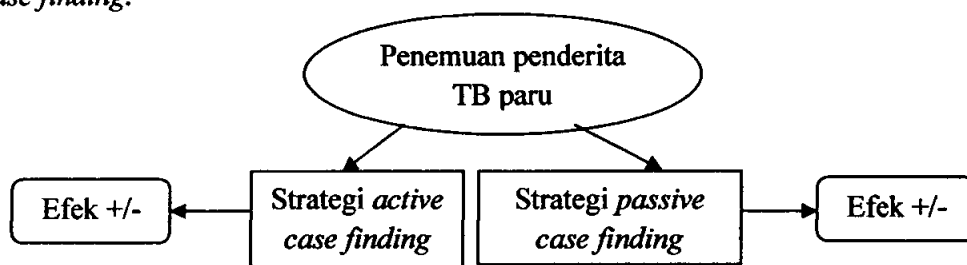 case finding.
Penemuan penderita
TB paru
Efek +/-
Strategi active
case finding
Strategi passive
case finding
Efek +/-